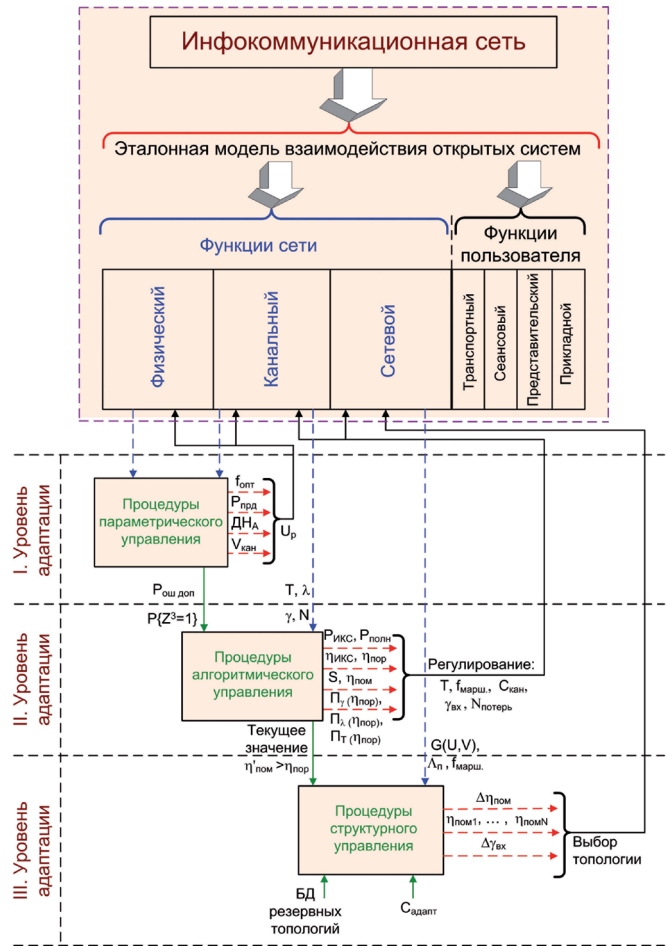 Инфокоммуникационная сеть
Эталонная модель взаимодействия открытых систем
Функции сети
Функции
пользователя
Физический
Канальный
Сетевой
Транспортный
Сеансовый
Представительский
Прикладной
I. Уровень
адаптации
Процедуры
параметрического
управления
fопт
Pпрд
ДНА
Vкан
Uр
Pош доп
P{Z³=1}
T, λ
γ, N
II. Уровень
адаптации
Процедуры
алгоритмического
управления
PИКС, Pполн
ηИКС, ηпор
S, ηпом
Πγ (ηпор),
Πλ (ηпор),
ΠT (ηпор)
Регулирование:
T, fмарш., Cкан,
γвх , Nпотерь
Текущее
значение
η'пом >ηпор
G(U,V),
Λп , fмарш.
III. Уровень
адаптации
Процедуры
структурного
управления
Δηпом
ηпом1, … , ηпомN
Δγвх
Выбор
топологии
БД
резервных
топологий
Cадапт